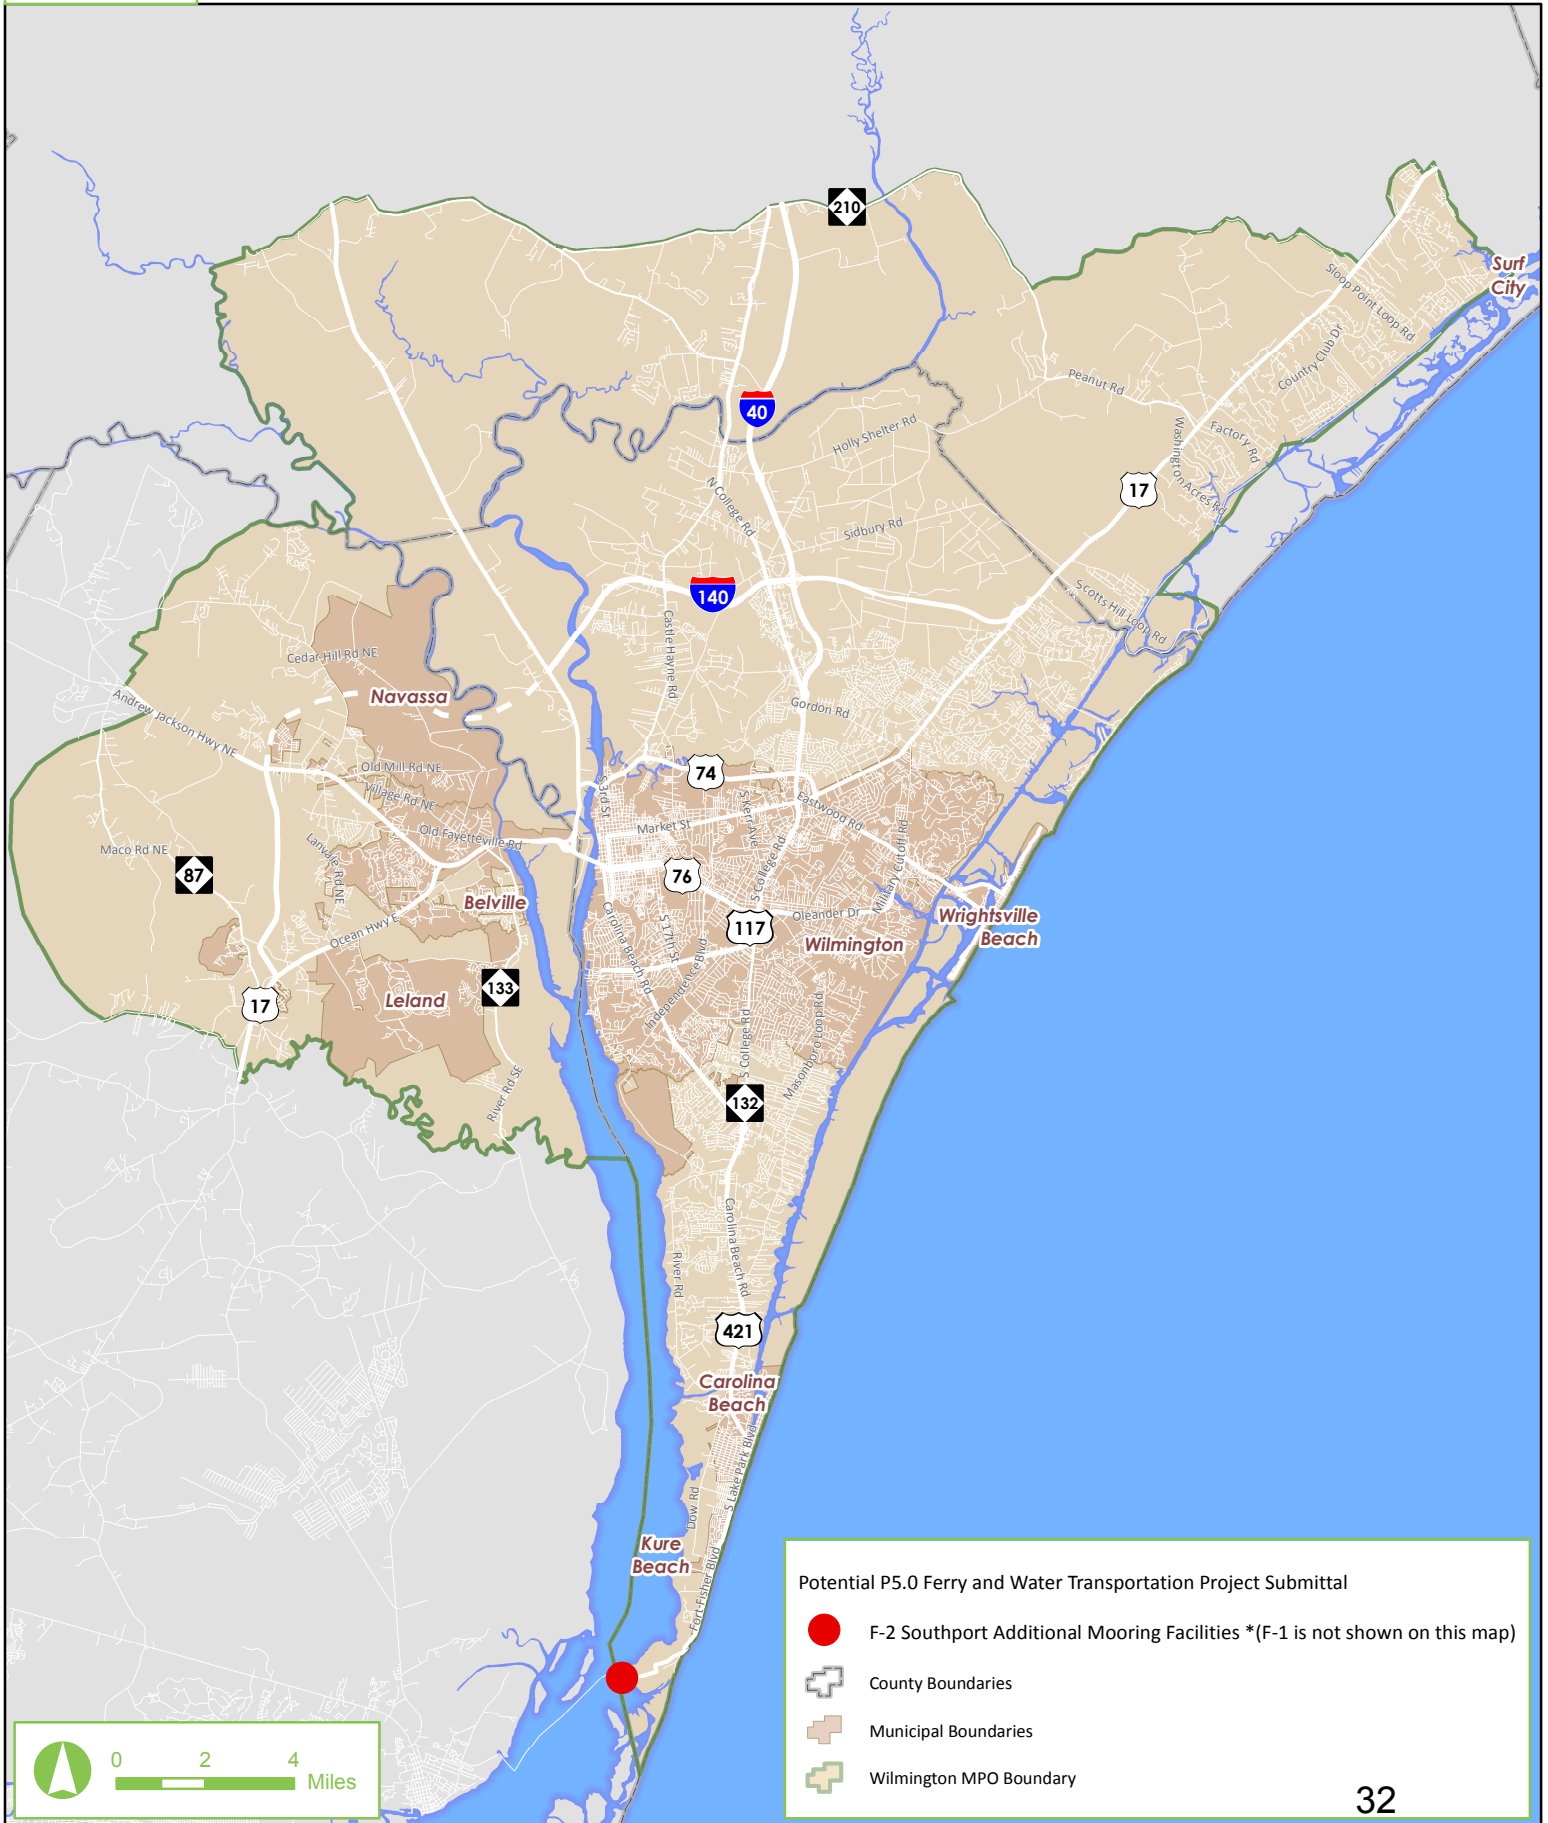 210
Surf
City
Sloop Point Loop Rd
Country Club Dr
Peanut Rd
40
Holly Shelter Rd
Factory Rd
Washington Acres Rd
17
N College Rd
Sidbury Rd
140
Scotts Hill Loop Rd
Castle Hayne Rd
Cedar Hill Rd NE
Navassa
Andrew Jackson Hwy NE
Gordon Rd
Old Mill Rd NE
74
Village Rd NE
S 3rd St
S Kerr Ave
Eastwood Rd
Market St
Old Fayetteville Rd
Military Cutoff Rd
Maco Rd NE
Lanvale Rd NE
87
76
S College Rd
Belville
Oleander Dr
Wrightsville
Beach
117
Carolina Beach Rd
S 17th St
Ocean Hwy E
Wilmington
Independence Blvd
133
Leland
17
S College Rd
Masonboro Loop Rd
River Rd SE
132
Carolina Beach Rd
River Rd
421
Carolina
Beach
S Lake Park Blvd
Dow Rd
Kure
Beach
Fort Fisher Blvd
Potential P5.0 Ferry and Water Transportation Project Submittal
F-2 Southport Additional Mooring Facilities *(F-1 is not shown on this map)
County Boundaries
Municipal Boundaries
Wilmington MPO Boundary
0 2 4
Miles
32